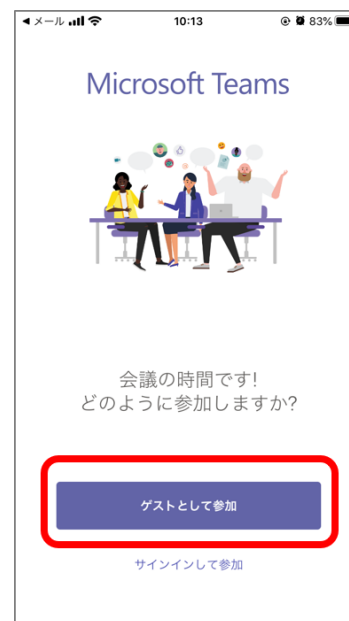 メール
10:13
83%
Microsoft Teams
会議の時間です!
どのように参加しますか?
ゲストとして参加
サインインして参加